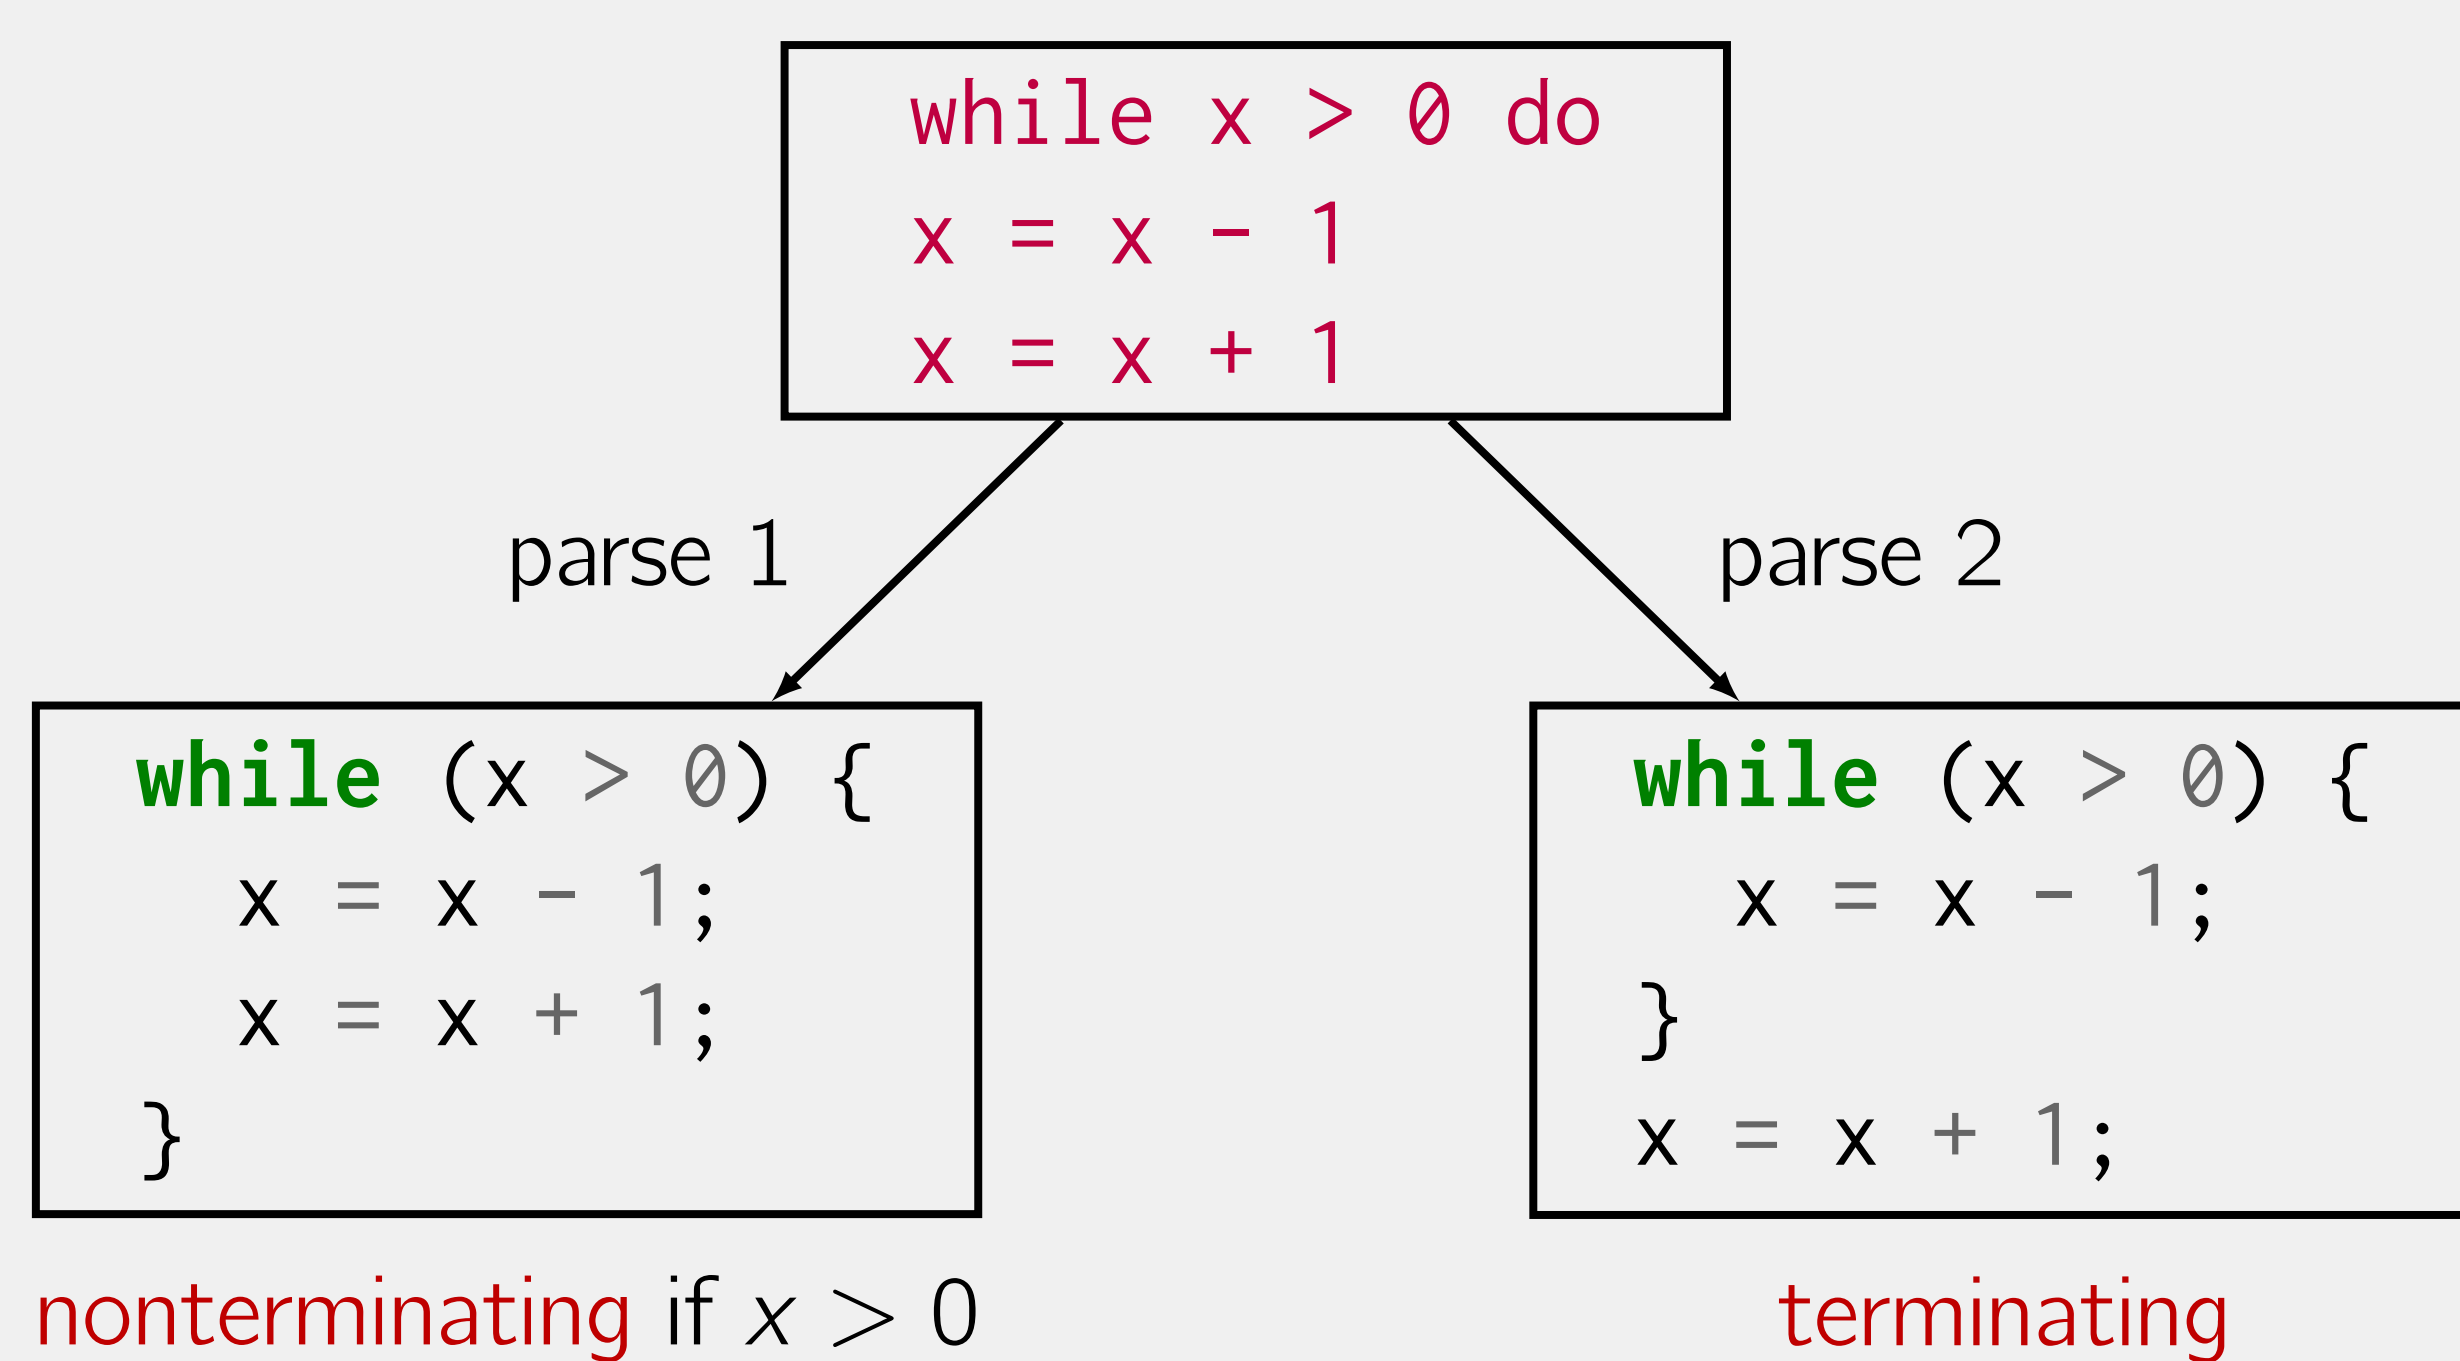 while x > 0 do
x = x - 1
x = x + 1
parse 1
parse 2
while (x > 0) {
x = x - 1;
x = x + 1;
}
nonterminating if x > 0
while (x > 0) {
x = x - 1;
}
x = x + 1;
terminating